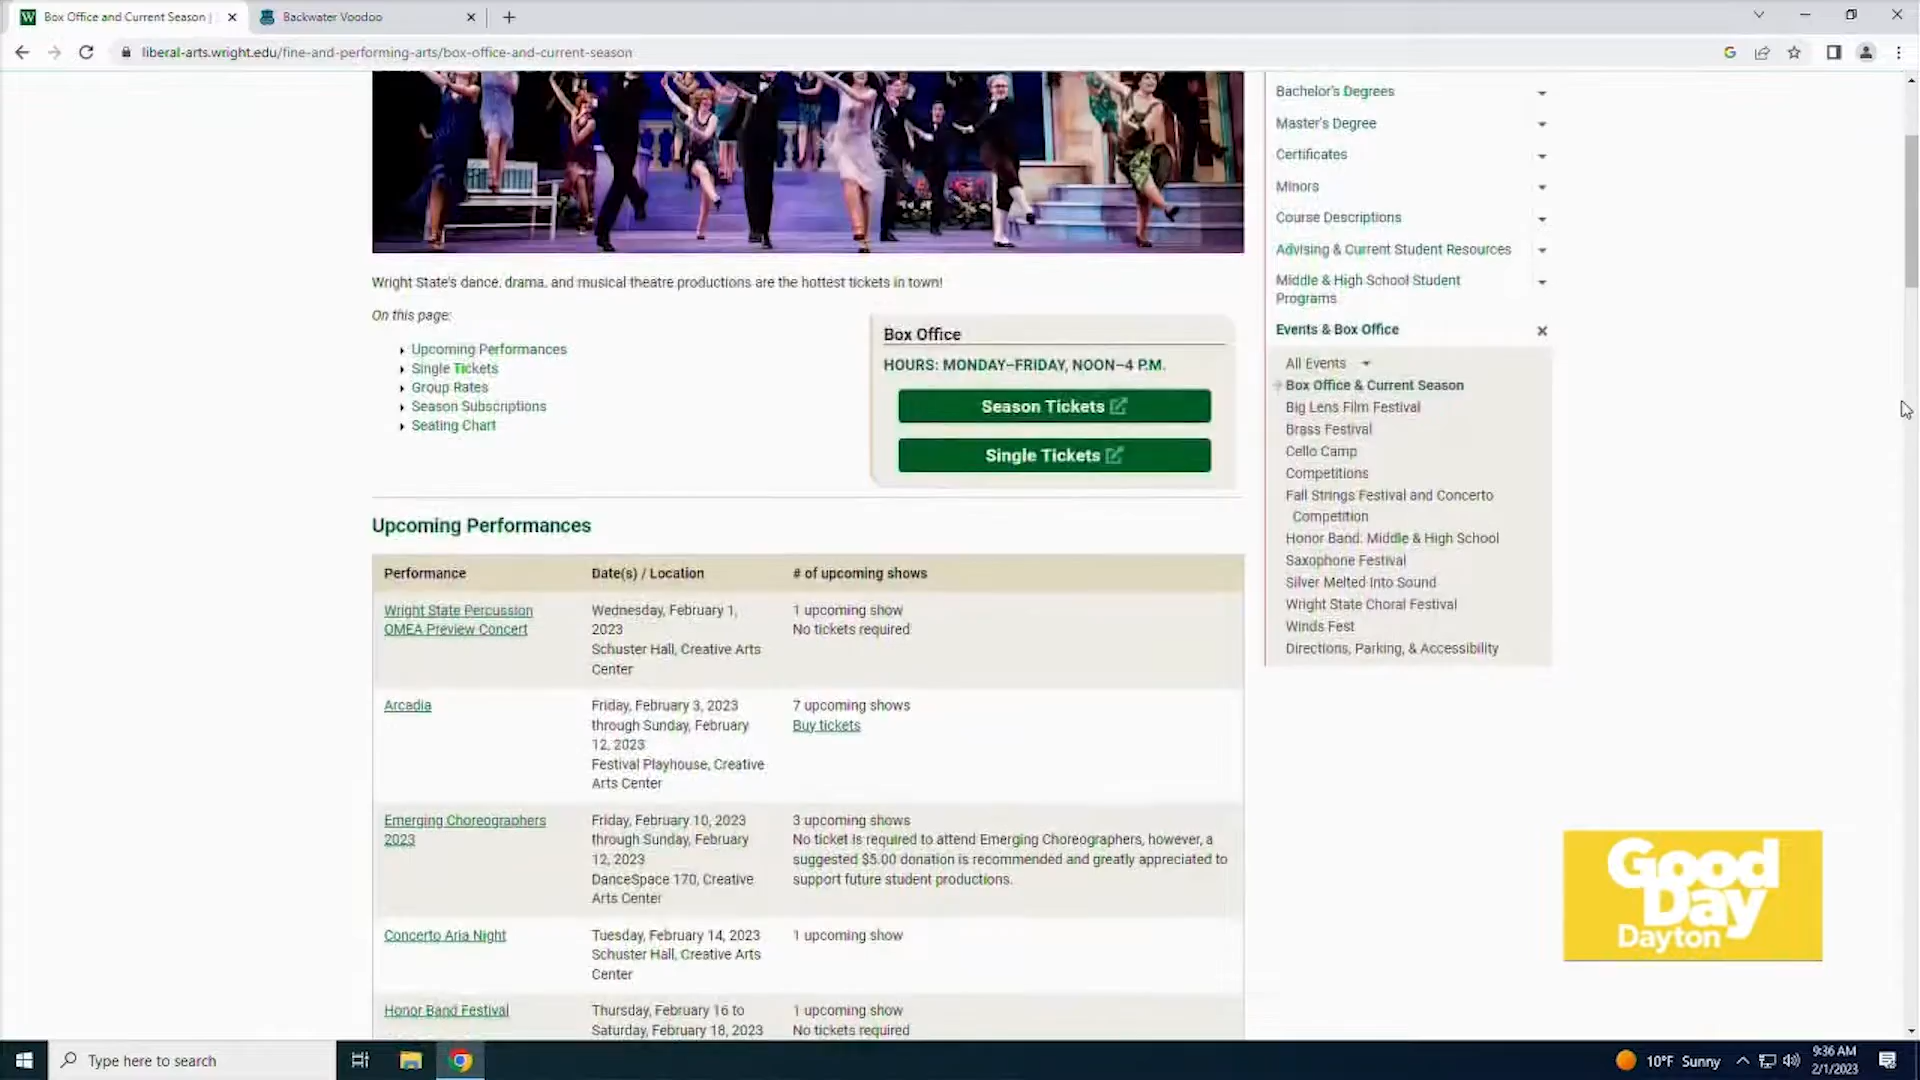 Box Office and Current Season |
Backwater Voodoo
liberal-arts.wright.edu/fine-and-performing-arts/box-office-and-current-season
Bachelor's Degrees
Master's Degree
Certificates
Minors
Course Descriptions
Advising & Current Student Resources
Middle & High School Student
Programs
Events & Box Office
All Events
Box Office & Current Season
Big Lens Film Festival
Brass Festival
Cello Camp
Competitions
Fall Strings Festival and Concerto
Competition
Honor Band: Middle & High School
Saxophone Festival
Silver Melted Into Sound
Wright State Choral Festival
Winds Fest
Directions, Parking, & Accessibility
Wright State's dance, drama, and musical theatre productions are the hottest tickets in town!
On this page:
Upcoming Performances
Single Tickets
Group Rates
Season Subscriptions
Seating Chart
Box Office
HOURS: MONDAY–FRIDAY, NOON–4 P.M.
Season Tickets
Single Tickets
Upcoming Performances
Performance Date(s) / Location # of upcoming shows
Wright State Percussion
OMEA Preview Concert
Wednesday, February 1,
2023
Schuster Hall, Creative Arts
Center
1 upcoming show
No tickets required
Arcadia
Friday, February 3, 2023
through Sunday, February
12, 2023
Festival Playhouse, Creative
Arts Center
7 upcoming shows
Buy tickets
Emerging Choreographers
2023
Friday, February 10, 2023
through Sunday, February
12, 2023
DanceSpace 170, Creative
Arts Center
3 upcoming shows
No ticket is required to attend Emerging Choreographers, however, a
suggested $5.00 donation is recommended and greatly appreciated to
support future student productions.
Concerto Aria Night
Tuesday, February 14, 2023
Schuster Hall, Creative Arts
Center
1 upcoming show
Honor Band Festival
Thursday, February 16 to
Saturday, February 18, 2023
1 upcoming show
No tickets required
Good
Day
Dayton
Type here to search
10°F Sunny
9:36 AM
2/1/2023